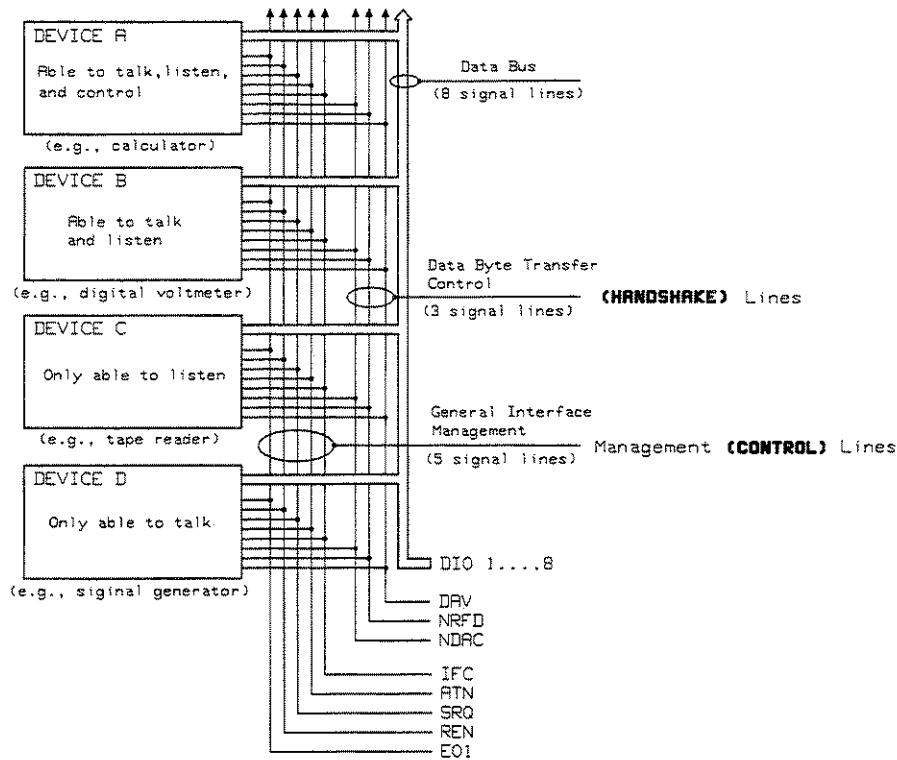 DEVICE A
Able to talk, listen,
and control
(e.g., calculator)
Data Bus
(8 signal lines)
DEVICE B
Able to talk
and listen
(e.g., digital voltmeter)
Data Byte Transfer
Control
(3 signal lines)
(HANDSHAKE) Lines
DEVICE C
Only able to listen
(e.g., tape reader)
General Interface
Management
(5 signal lines)
Management (CONTROL) Lines
DEVICE D
Only able to talk
(e.g., siginal generator)
DIO 1....8
DAV
NRFD
NDAC
IFC
ATN
SRQ
REN
EO1